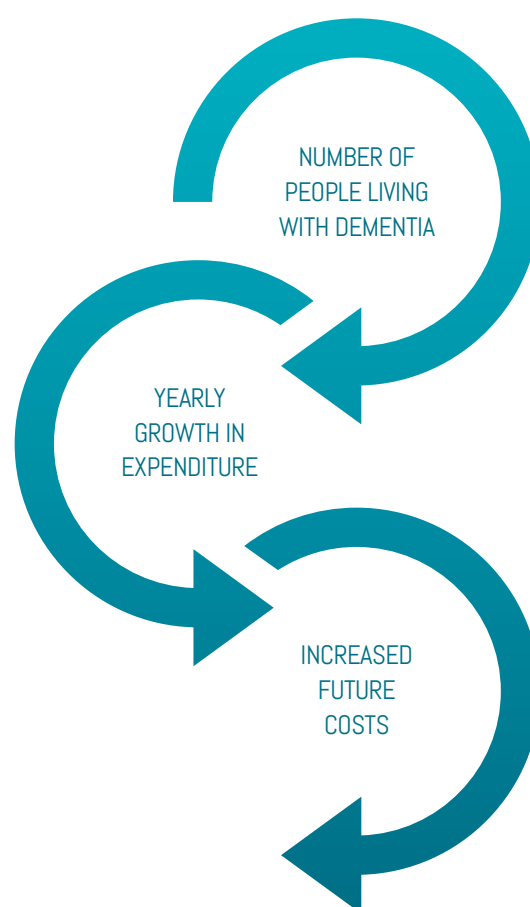 NUMBER OF
PEOPLE LIVING
WITH DEMENTIA
YEARLY
GROWTH IN
EXPENDITURE
INCREASED
FUTURE
COSTS